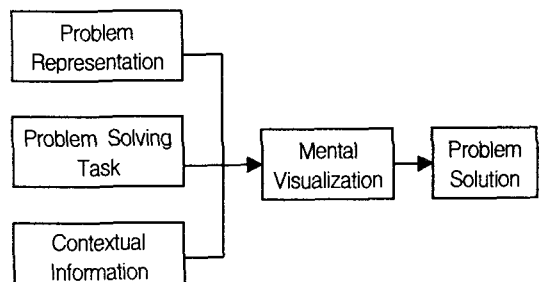 Problem
Representation
Problem Solving
Task
Mental
Visualization
Problem
Solution
Contextual
Information